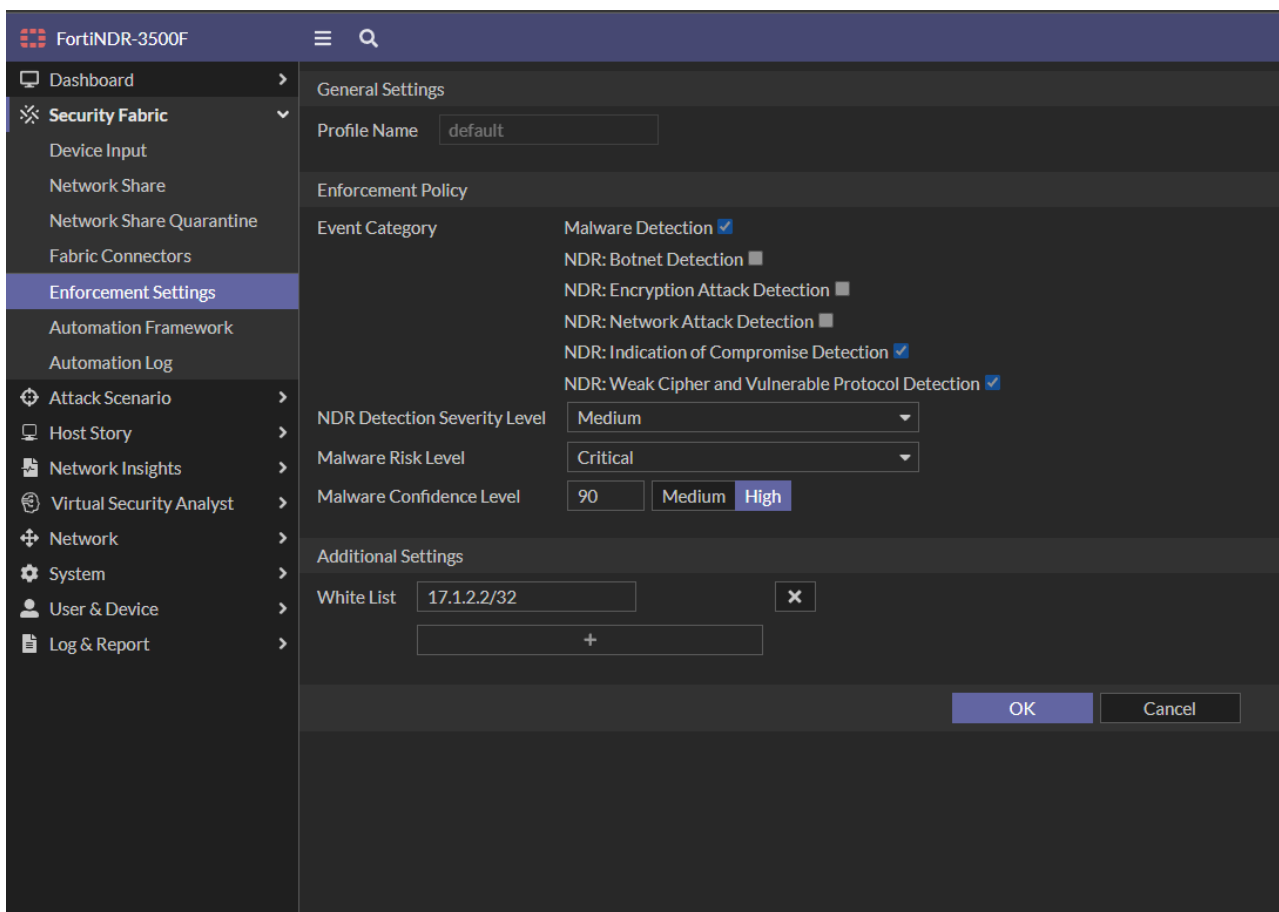 FortiNDR-3500F
Dashboard
Security Fabric
Device Input
Network Share
Network Share Quarantine
Fabric Connectors
Enforcement Settings
Automation Framework
Automation Log
Attack Scenario
Host Story
Network Insights
Virtual Security Analyst
Network
System
User & Device
Log & Report
General Settings
Profile Name default
Enforcement Policy
Event Category Malware Detection
NDR: Botnet Detection
NDR: Encryption Attack Detection
NDR: Network Attack Detection
NDR: Indication of Compromise Detection
NDR: Weak Cipher and Vulnerable Protocol Detection
NDR Detection Severity Level Medium
Malware Risk Level Critical
Malware Confidence Level 90 Medium High
Additional Settings
White List 17.1.2.2/32
+
OK Cancel